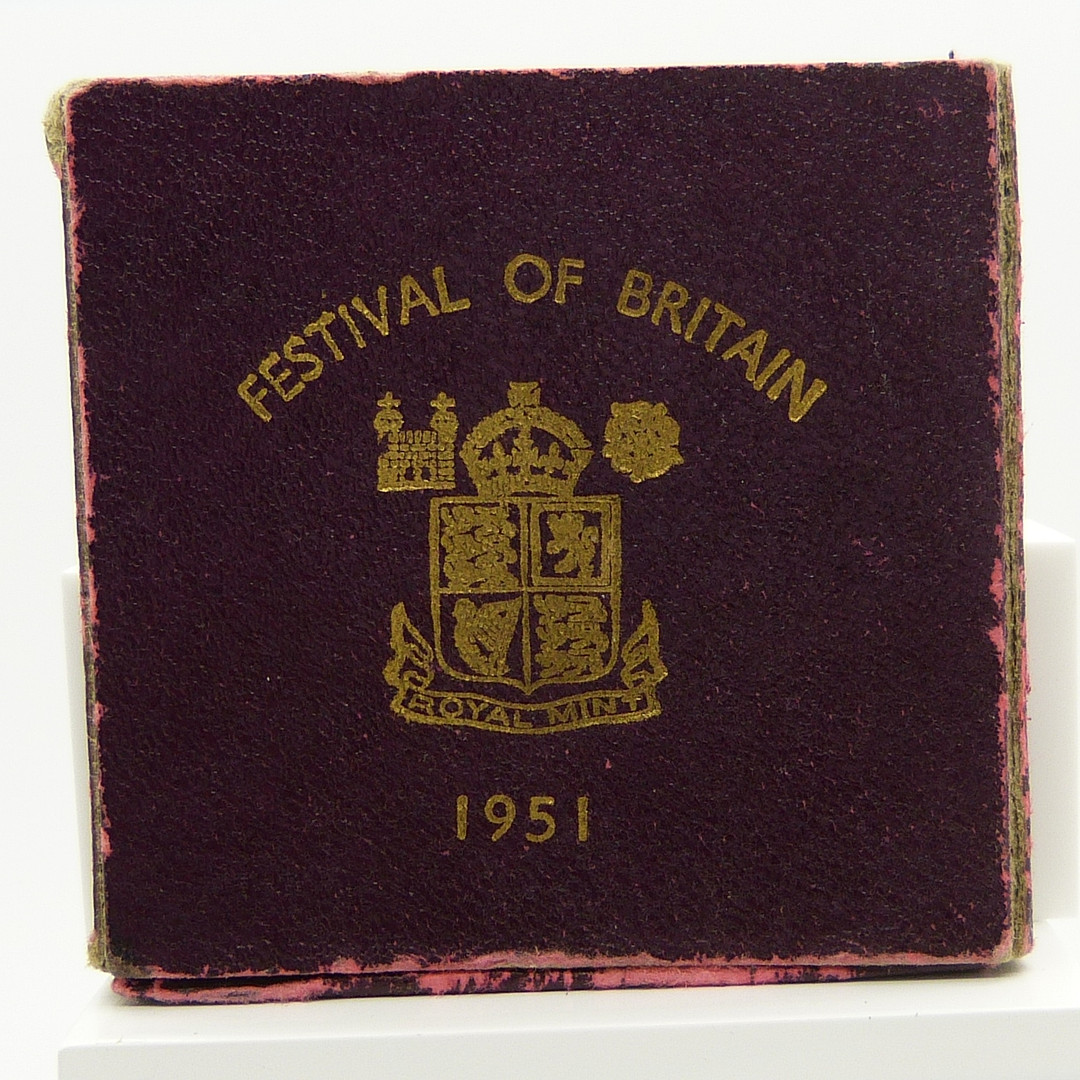 FESTIVAL OF BRITAIN
ROYAL MINT
1951